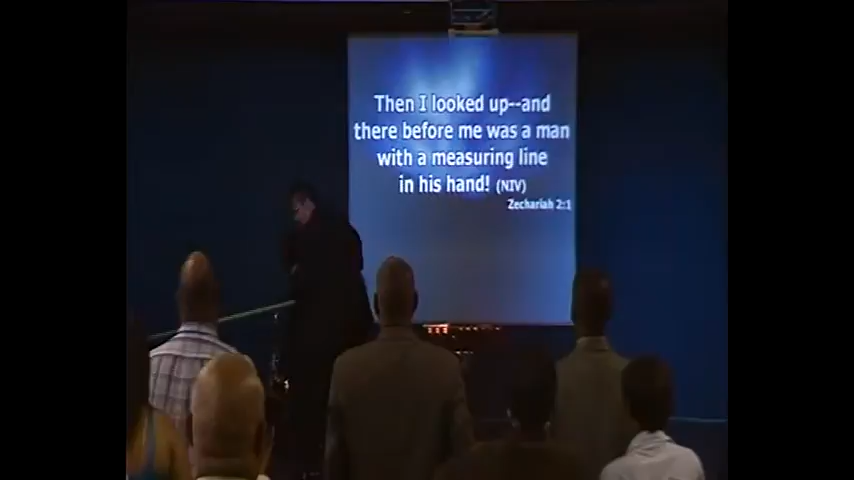 Then I looked up--and
there before me was a man
with a measuring line
in his hand! (NIV)
Zechariah 2:1